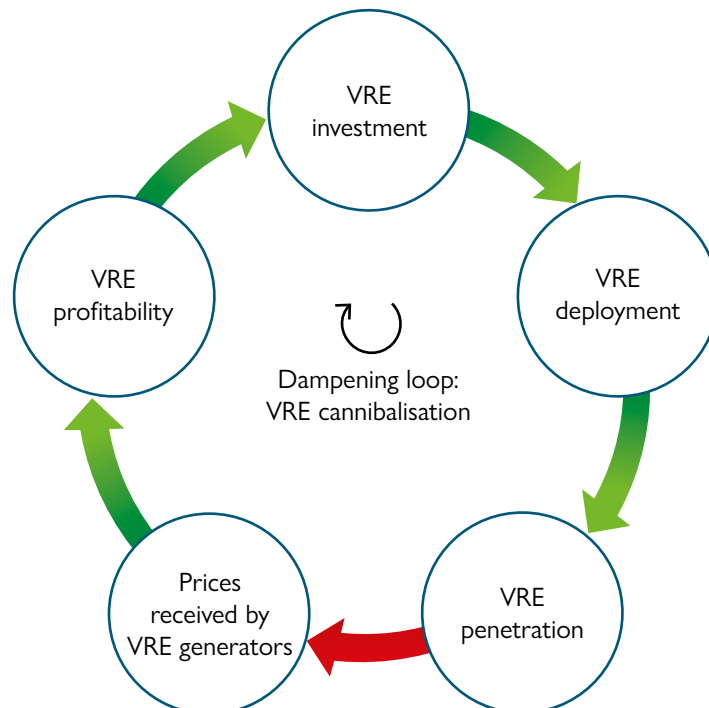 VRE
investment
VRE
deployment
VRE
penetration
Prices
received by
VRE generators
VRE
profitability
Dampening loop:
VRE cannibalisation